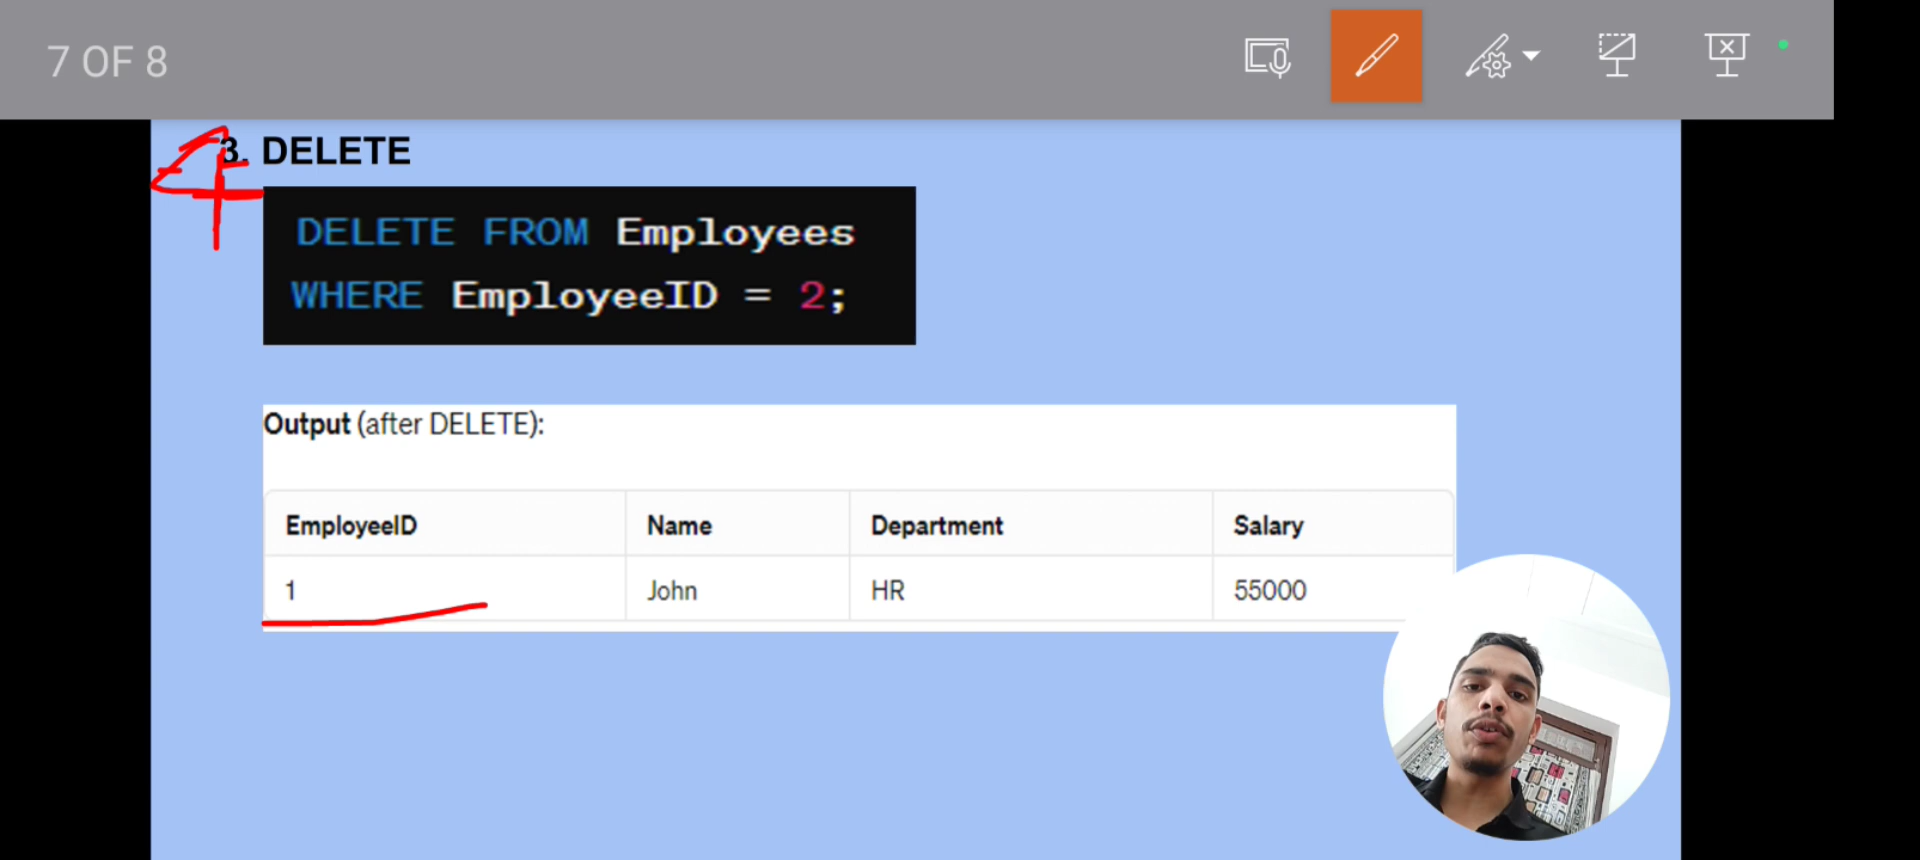 7 OF 8
4
3. DELETE
DELETE FROM Employees
WHERE EmployeeID = 2;
Output (after DELETE):
EmployeeID Name Department Salary
1 John HR 55000